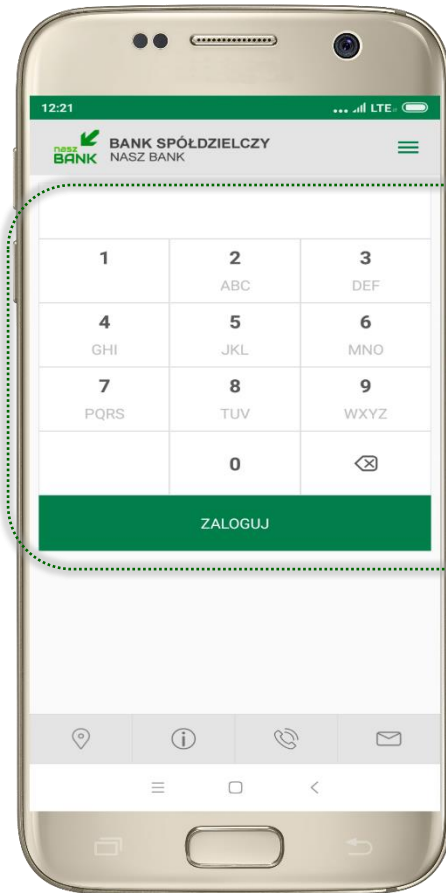 12:21 ... LTE
nasz BANK
BANK SPÓŁDZIELCZY
NASZ BANK
1 2 3
ABC DEF
4 5 6
GHI JKL MNO
7 8 9
PQRS TUV WXYZ
0
ZALOGUJ